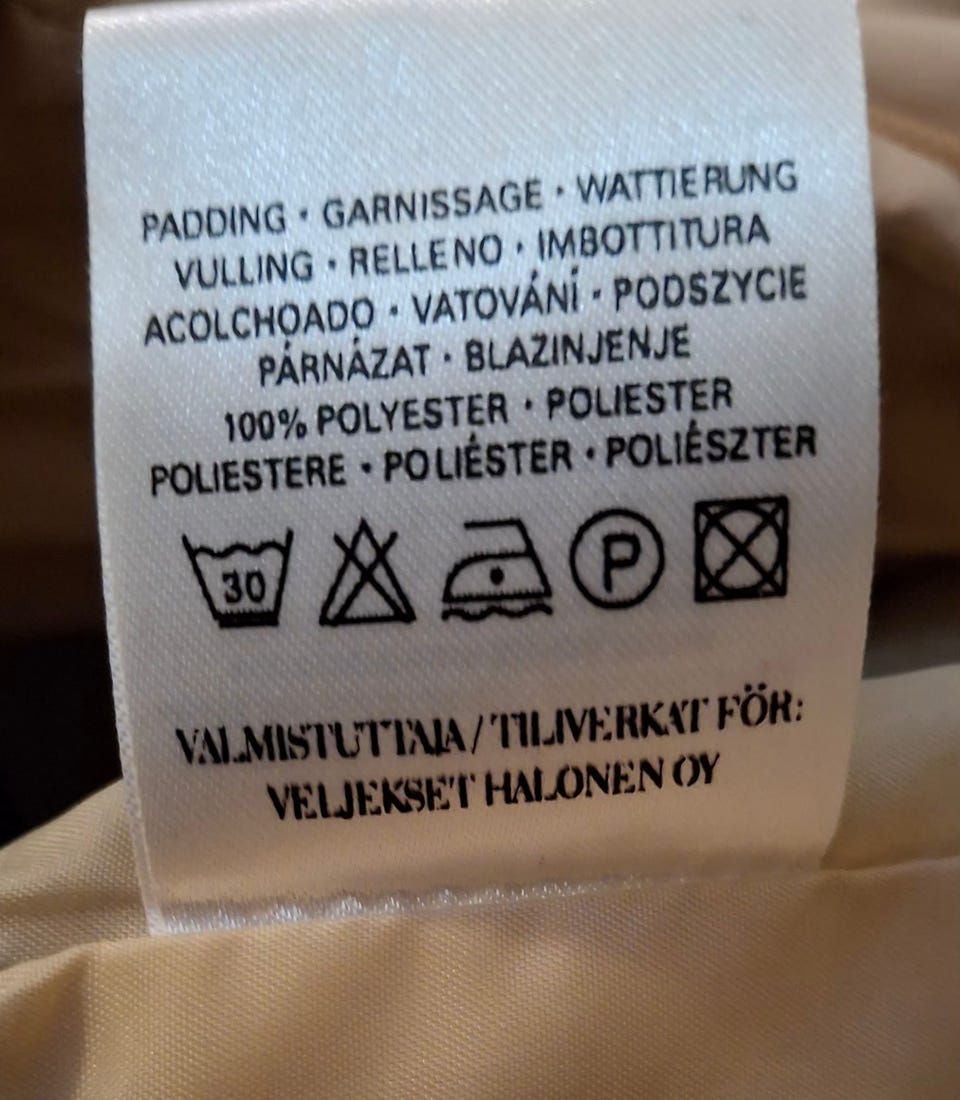 PADDING · GARNISSAGE · WATTIERUNG
VULLING · RELLENO · IMBOTTITURA
ACOLCHOADO · VATOVÁNÍ · PODSZYCIE
PÁRNÁZAT · BLAZINJENJE
100% POLYESTER · POLIESTER
POLIESTERE · POLIÉSTER · POLIÉSZTER
30 P
VALMISTUTTAJA / TILLVERKAT FÖR:
VELJEKSET HALONEN OY